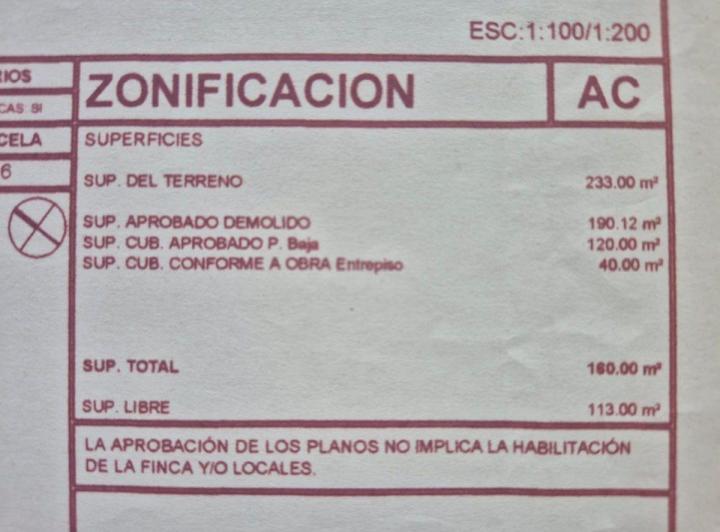 ESC:1:100/1:200
RIOS
ZONIFICACION AC
CAS: SI
CELA
SUPERFICIES
6
SUP. DEL TERRENO 233.00 m²
SUP. APROBADO DEMOLIDO 190.12 m²
SUP. CUB. APROBADO P. Baja 120.00 m²
SUP. CUB. CONFORME A OBRA Entrepiso 40.00 m²
SUP. TOTAL 160.00 m²
SUP. LIBRE 113.00 m²
LA APROBACIÓN DE LOS PLANOS NO IMPLICA LA HABILITACIÓN
DE LA FINCA Y/O LOCALES.